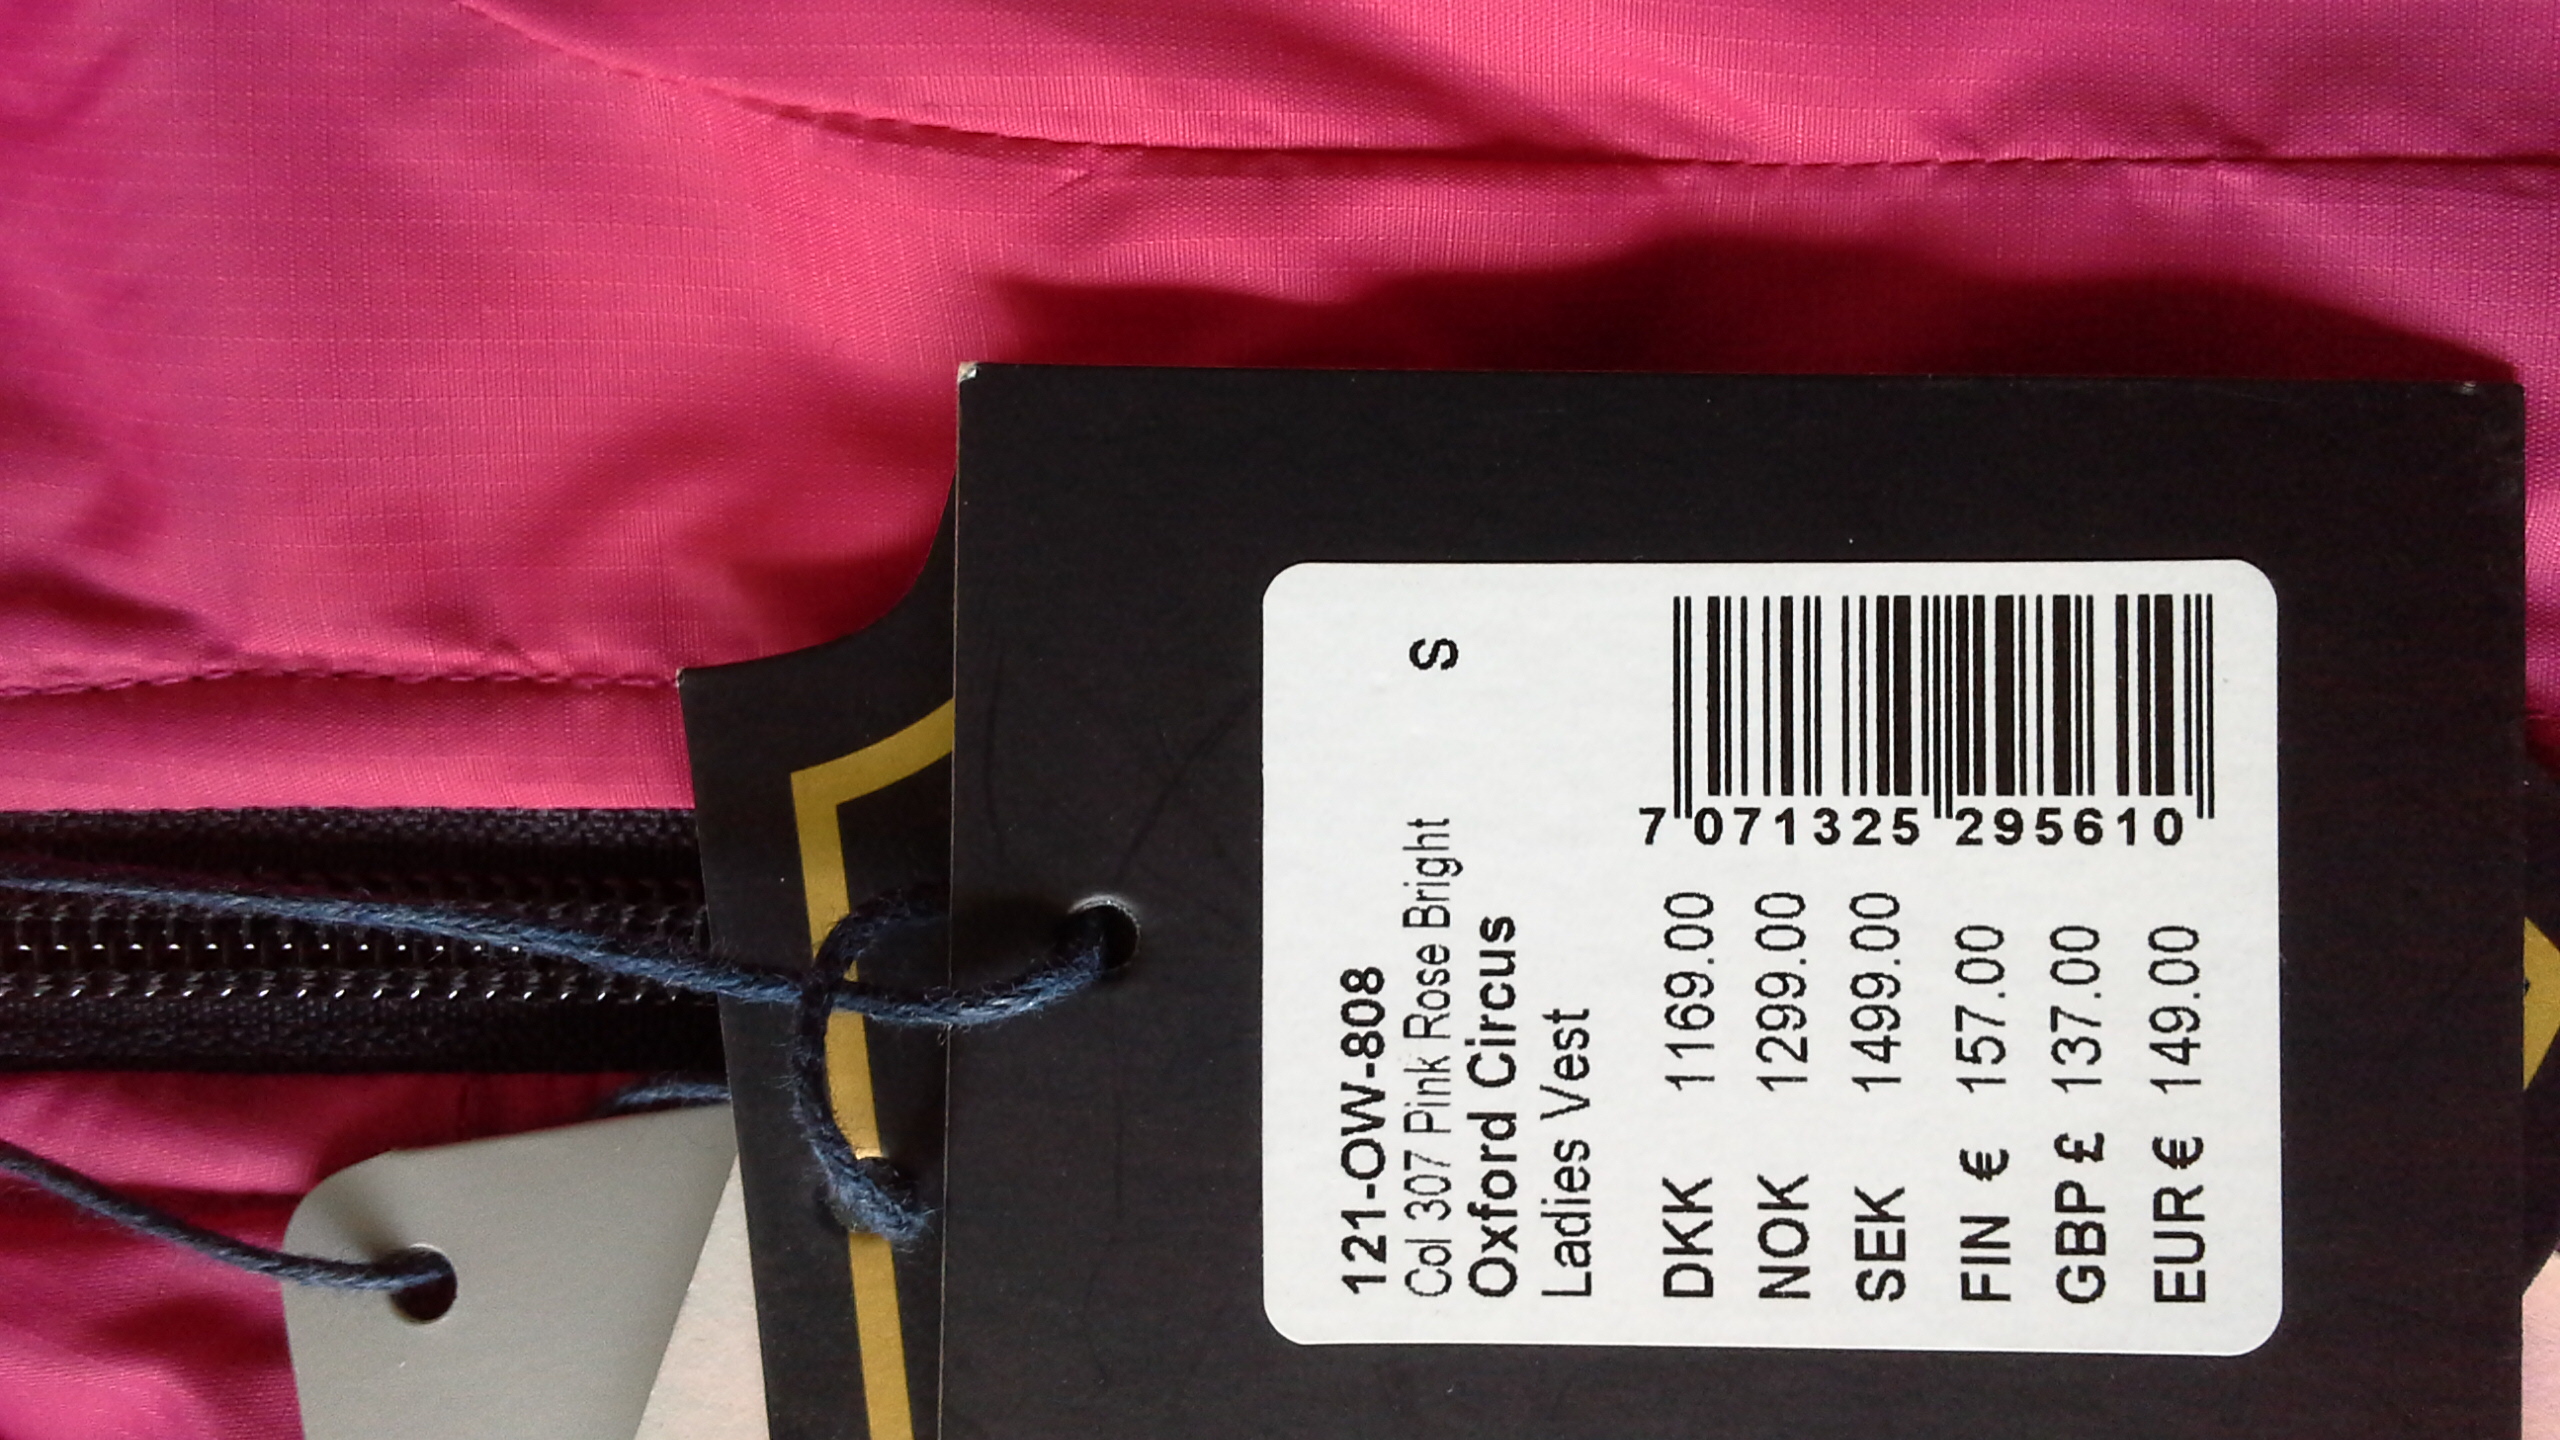 121-OW-808
Col 307 Pink Rose Bright S
Oxford Circus
Ladies Vest
DKK 1169.00
NOK 1299.00
SEK 1499.00
FIN € 157.00
GBP £ 137.00
EUR € 149.00
7 071325 295610